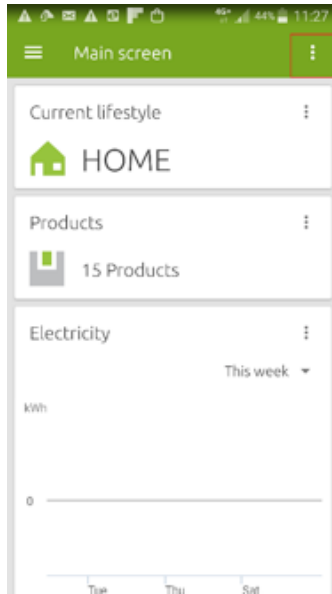 4G+ 44% 11:27
Main screen
Current lifestyle
HOME
Products
15 Products
Electricity
This week
kWh
0
Tue Thu Sat